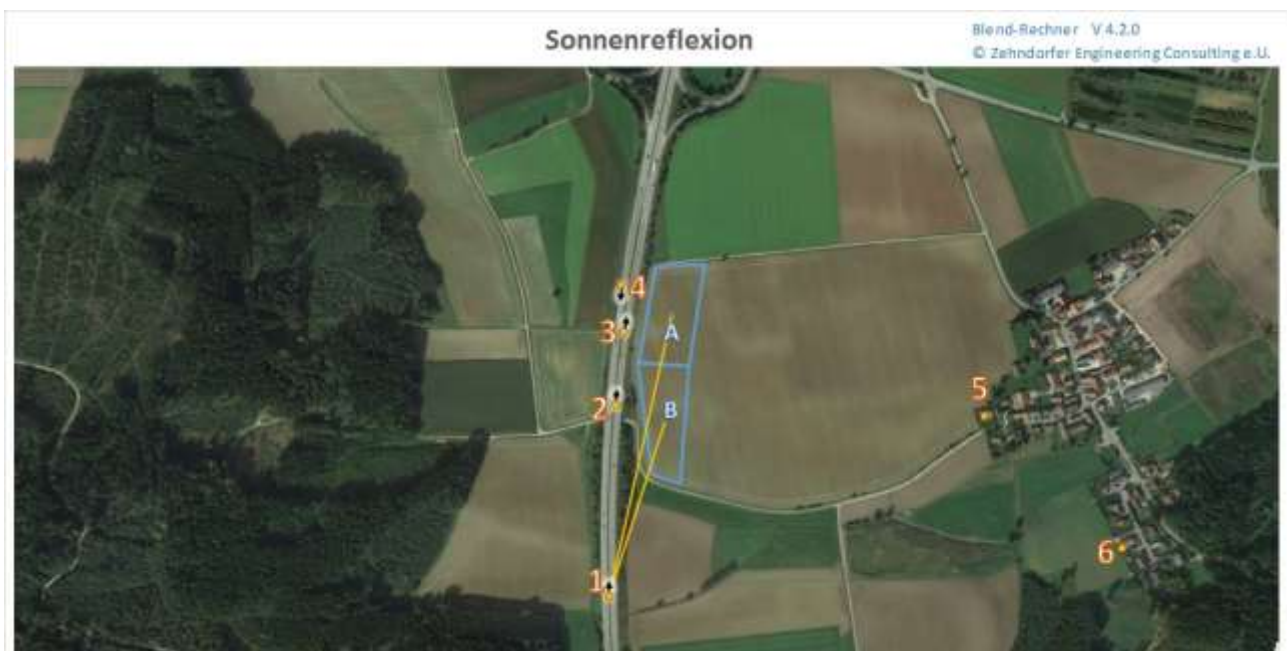 Sonnenreflexion
Blend-Rechner V 4.2.0
© Zehndorfer Engineering Consulting e.U.
4
3
A
2
B
5
1
6